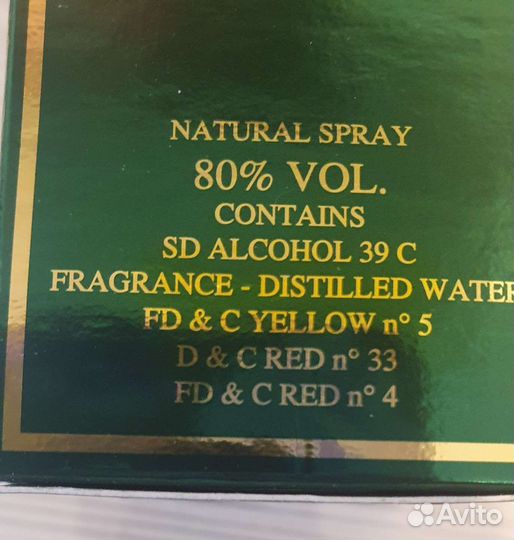 NATURAL SPRAY
80% VOL.
CONTAINS
SD ALCOHOL 39 C
FRAGRANCE - DISTILLED WATER
FD & C YELLOW n° 5
D & C RED n° 33
FD & C RED n° 4
Avito